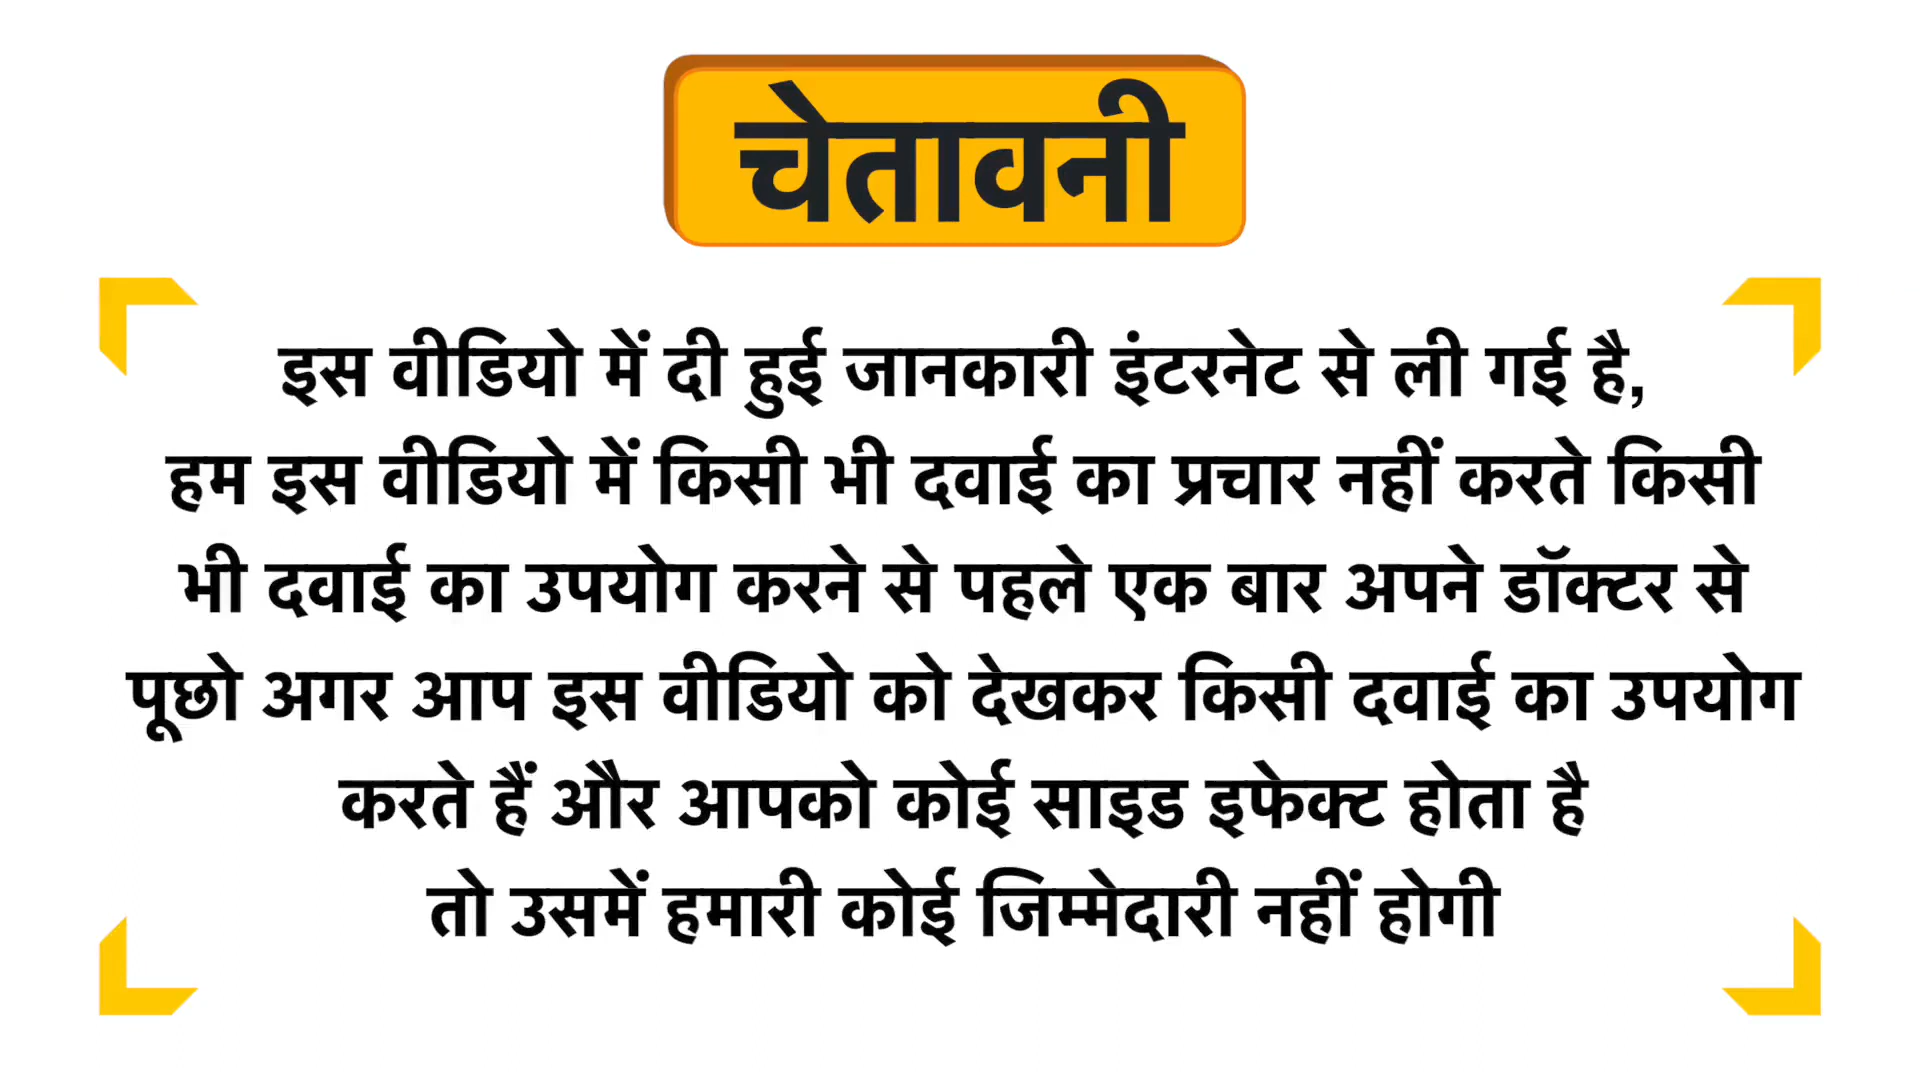 चेतावनी
इस वीडियो में दी हुई जानकारी इंटरनेट से ली गई है,
हम इस वीडियो में किसी भी दवाई का प्रचार नहीं करते किसी
भी दवाई का उपयोग करने से पहले एक बार अपने डॉक्टर से
पूछो अगर आप इस वीडियो को देखकर किसी दवाई का उपयोग
करते हैं और आपको कोई साइड इफेक्ट होता है
तो उसमें हमारी कोई जिम्मेदारी नहीं होगी